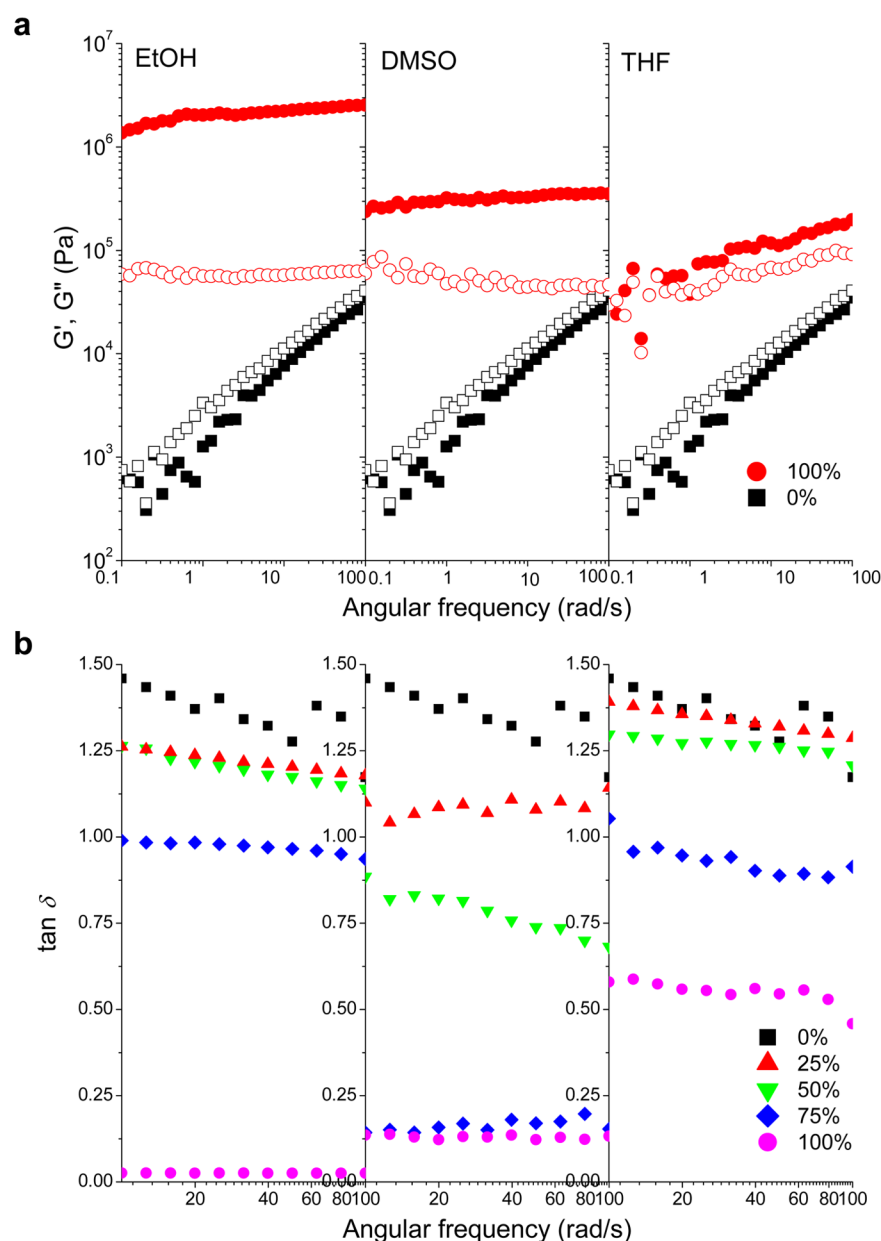 a
EtOH
DMSO
THF
10^7
10^6
10^5
10^4
10^3
10^2
G', G" (Pa)
100%
0%
0.1 1 10 100
0.1 1 10 100
0.1 1 10 100
Angular frequency (rad/s)
b
1.50 1.50 1.50
1.25 1.25 1.25
1.00 1.00 1.00
0.75 0.75 0.75
0.50 0.50 0.50
0.25 0.25 0.25
0.00 0.00 0.00
tan δ
0%
25%
50%
75%
100%
20 40 60 80 100
20 40 60 80 100
20 40 60 80 100
Angular frequency (rad/s)